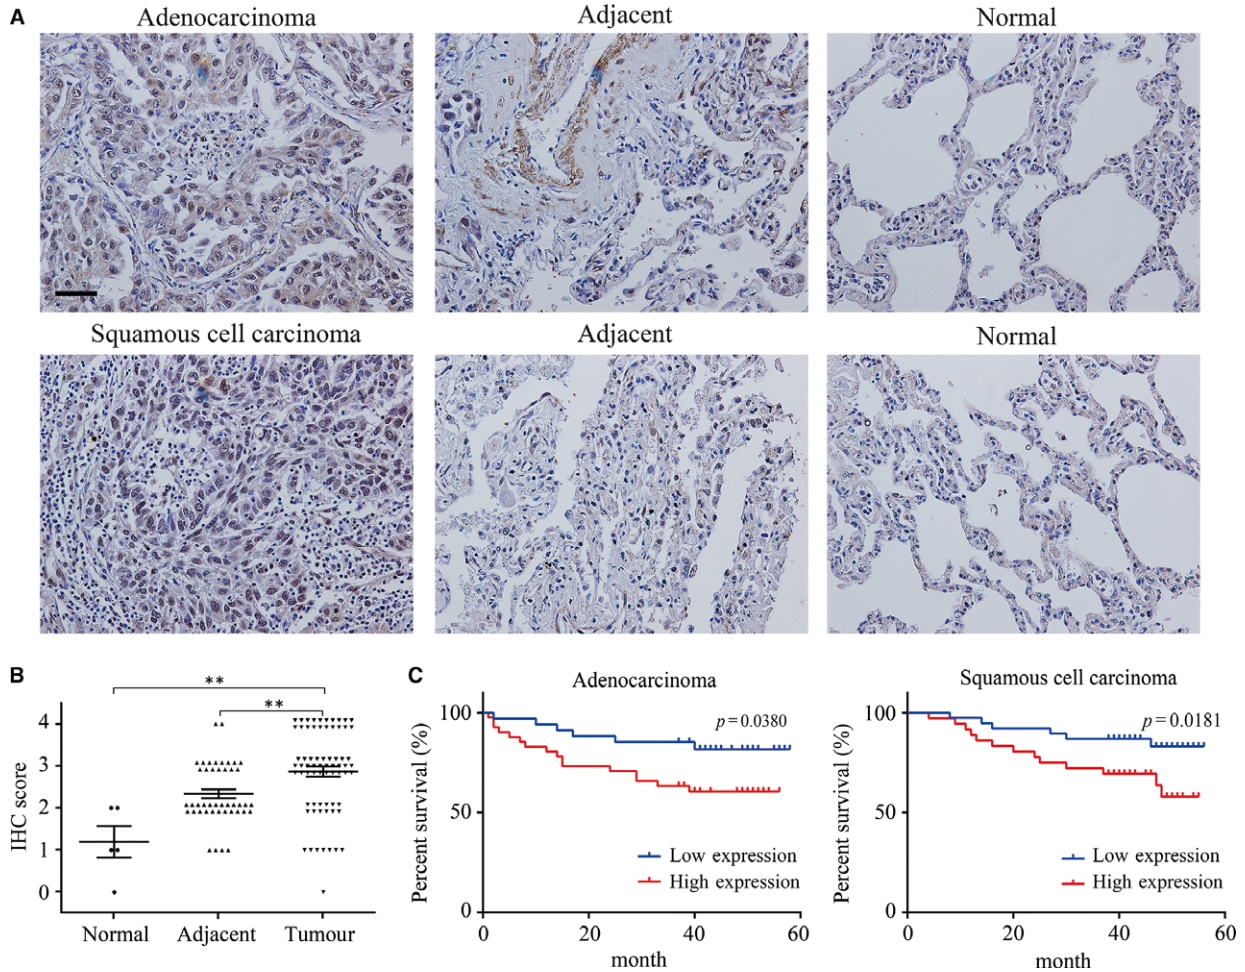 A
Adenocarcinoma
Adjacent
Normal
Squamous cell carcinoma
Adjacent
Normal
B
**
**
IHC score
4
3
2
1
0
Normal
Adjacent
Tumour
C
Adenocarcinoma
p = 0.0380
Percent survival (%)
100
50
0
Low expression
High expression
0
20
40
60
month
Squamous cell carcinoma
p = 0.0181
Percent survival (%)
100
50
0
Low expression
High expression
0
20
40
60
month